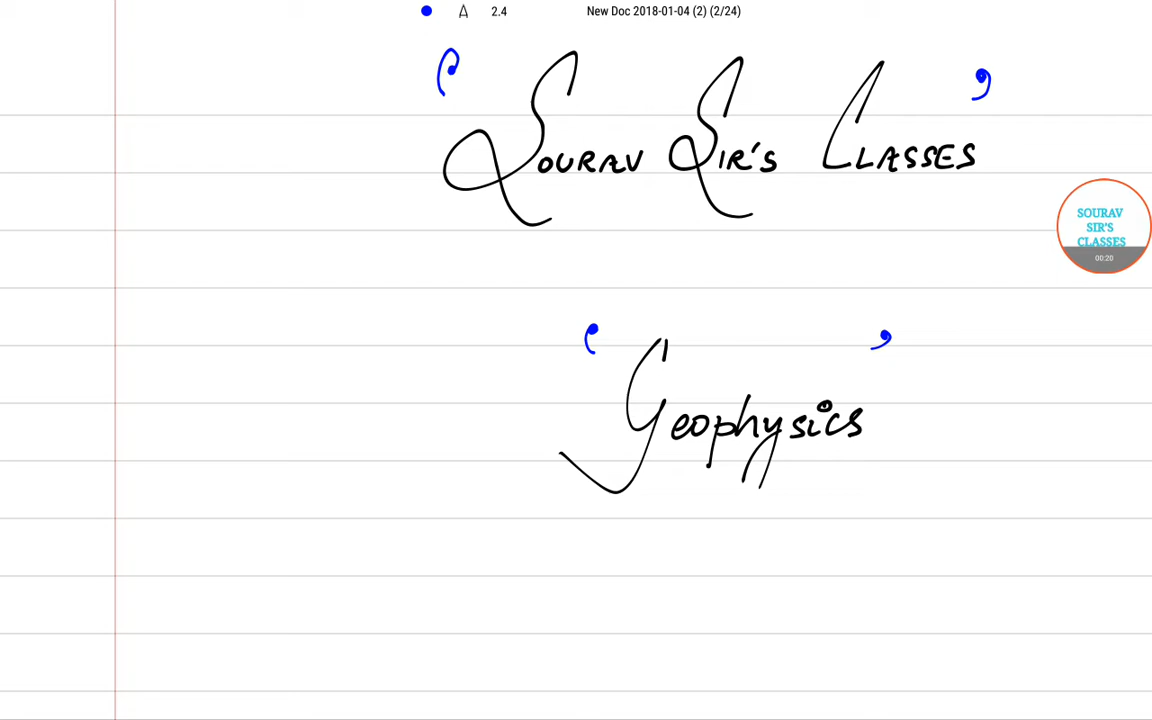 A 2.4 New Doc 2018-01-04 (2) (2/24)
‘ SOURAV SIR'S CLASSES ’
SOURAV
SIR'S
CLASSES
00:20
‘ Geophysics ’